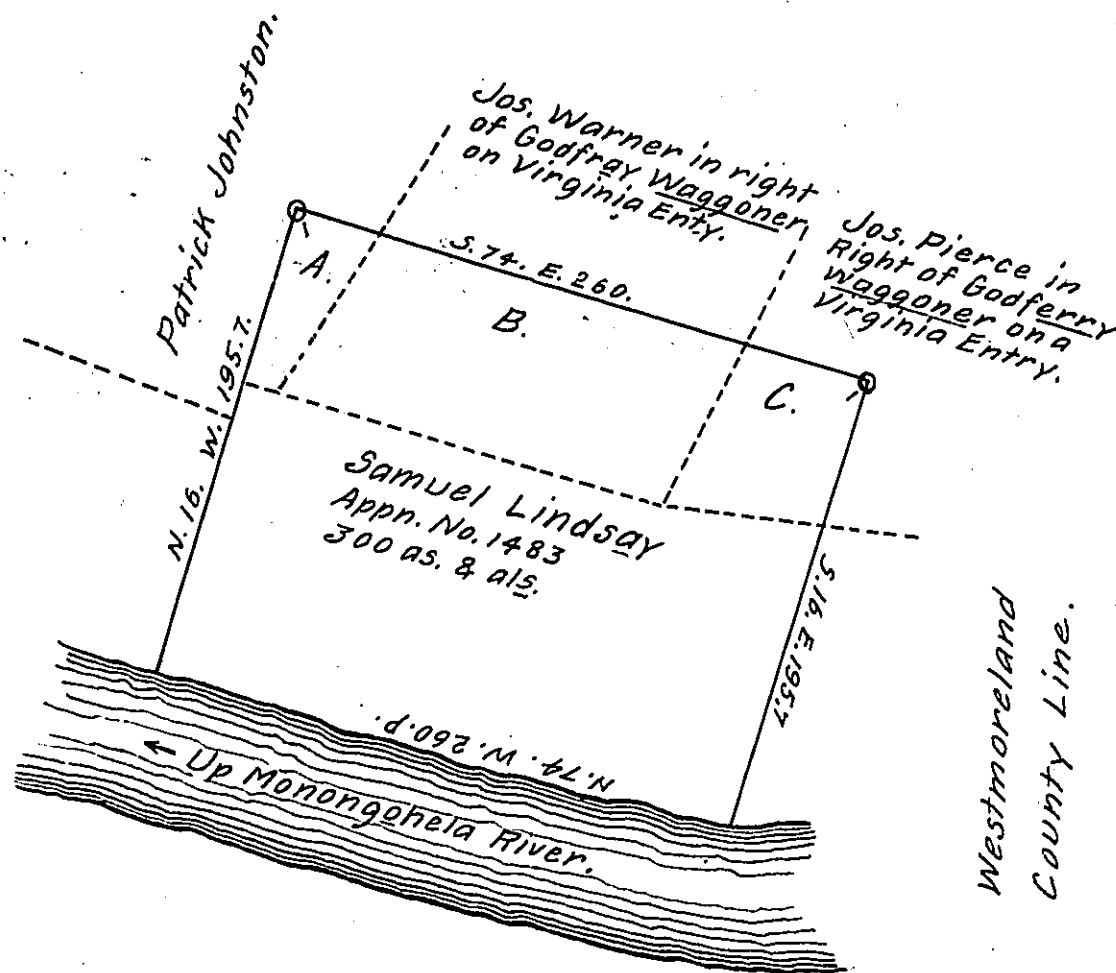 Patrick Johnston.
Jos. Warner in right
of Godfray Waggoner
on Virginia Enty.
Jos. Pierce in
Right of Godferry
Waggoner on a
Virginia Entry.
S. 74. E. 260.
A.
B.
C.
N. 16. W. 195.7.
Samuel Lindsay
Appn. No. 1483
300 as. & als.
S. 16. E. 195.7
N. 74. W. 260. P.
← Up Monongohela River.
Westmoreland
County Line.